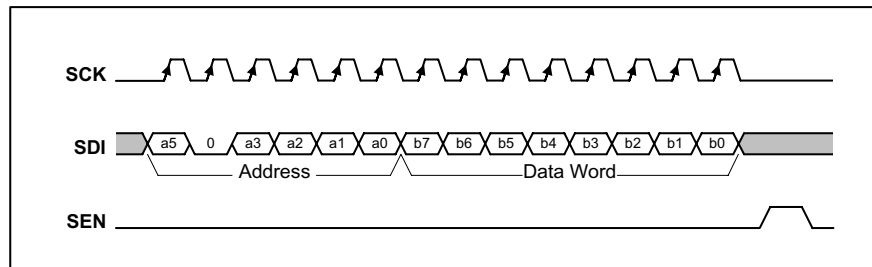 SCK
SDI a5 0 a3 a2 a1 a0 b7 b6 b5 b4 b3 b2 b1 b0
Address Data Word
SEN